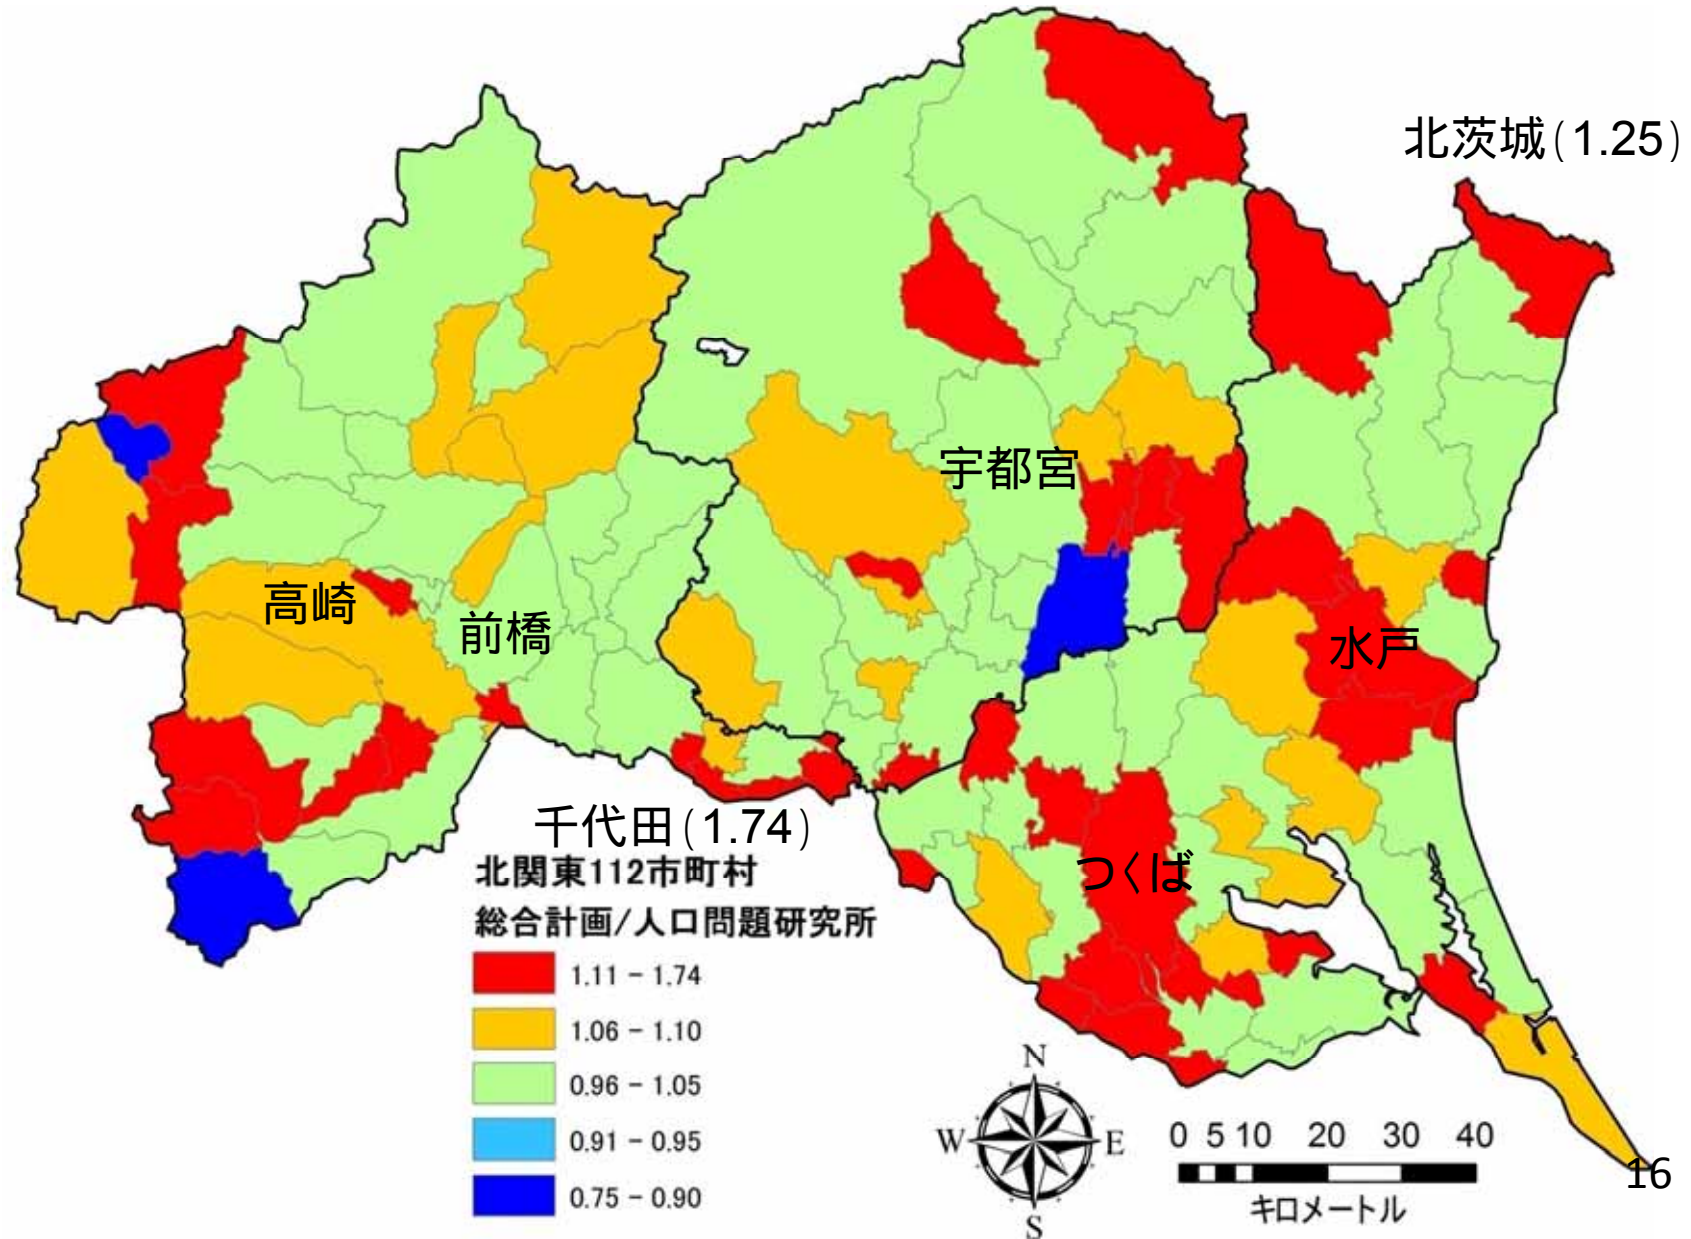 北茨城(1.25)
宇都宮
高崎
前橋
水戸
千代田(1.74)
つくば
北関東112市町村
総合計画/人口問題研究所
1.11 - 1.74
1.06 - 1.10
0.96 - 1.05
0.91 - 0.95
0.75 - 0.90
N
W E
S
0 5 10 20 30 40
キロメートル
16